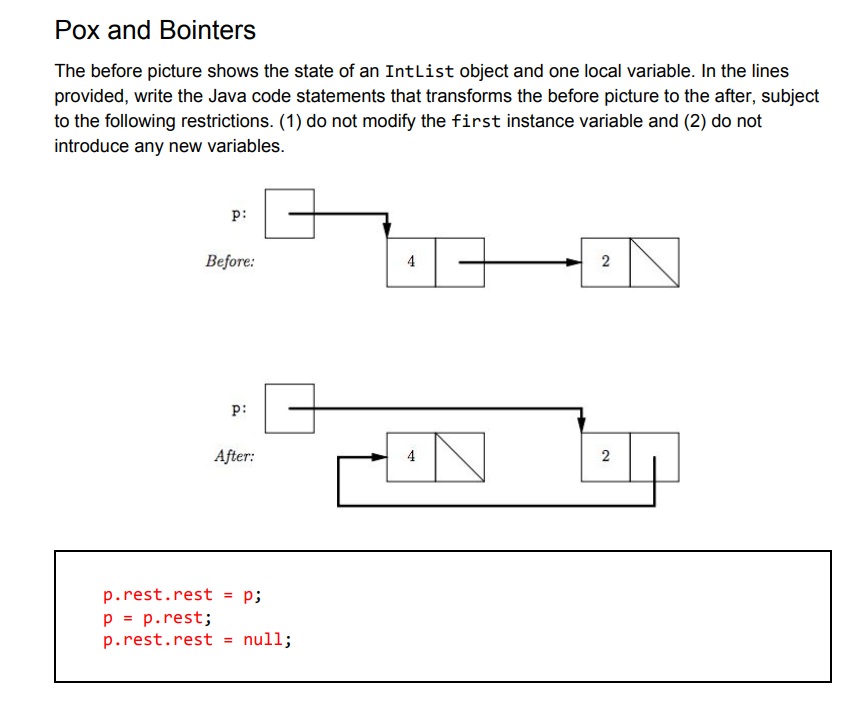 Pox and Bointers
The before picture shows the state of an IntList object and one local variable. In the lines
provided, write the Java code statements that transforms the before picture to the after, subject
to the following restrictions. (1) do not modify the first instance variable and (2) do not
introduce any new variables.
p:
Before:
4
2
p:
After:
4
2
p.rest.rest = p;
p = p.rest;
p.rest.rest = null;